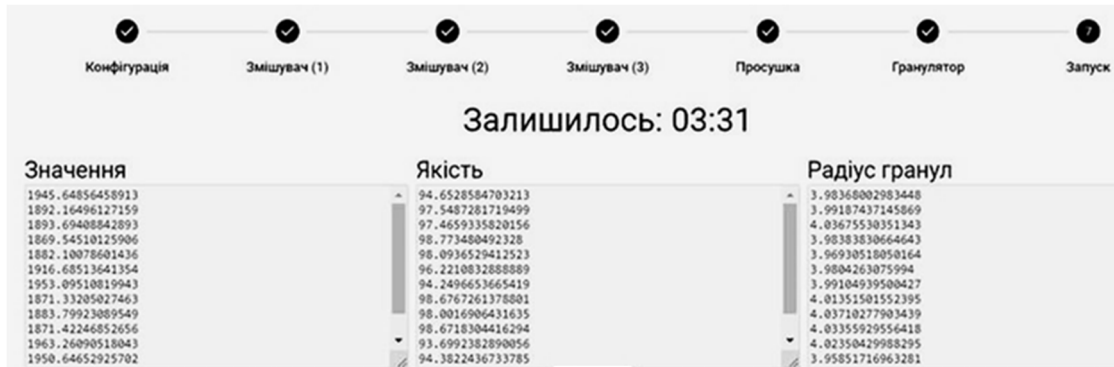 Конфігурація Змішувач (1) Змішувач (2) Змішувач (3) Просушка Гранулятор 7 Запуск
Залишилось: 03:31
Значення Якість Радіус гранул
1945.64856458913 94.6528584703213 3.98368002983448
1892.16496127159 97.5487281719499 3.99187437145869
1893.69408842893 97.4659335820156 4.03675530351343
1869.54510125906 98.773480492328 3.98383830664643
1882.10078601436 98.0936529412523 3.96930518050164
1916.68513641354 96.2210832888889 3.9804263075994
1953.09510819943 94.2496653665419 3.99104939500427
1871.33205027463 98.6767261378801 4.01351501552395
1883.79923089549 98.0016906431635 4.03710277903439
1871.42246852656 98.6718304416294 4.03355929556418
1963.26090518043 93.6992382890056 4.02350429988295
1950.64652925702 94.3822436733785 3.95851716963281